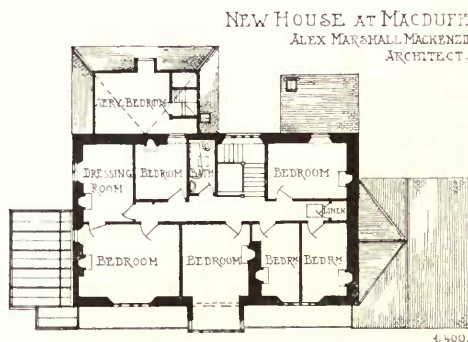 NEW HOUSE AT MACDUFF
ALEX MARSHALL MACKENZIE
ARCHITECT.
BEDROOM
DRESSING ROOM
BEDROOM
BATH
BEDROOM
LINEN
BEDROOM
BEDROOM
BEDRM
BEDRM
1:400.